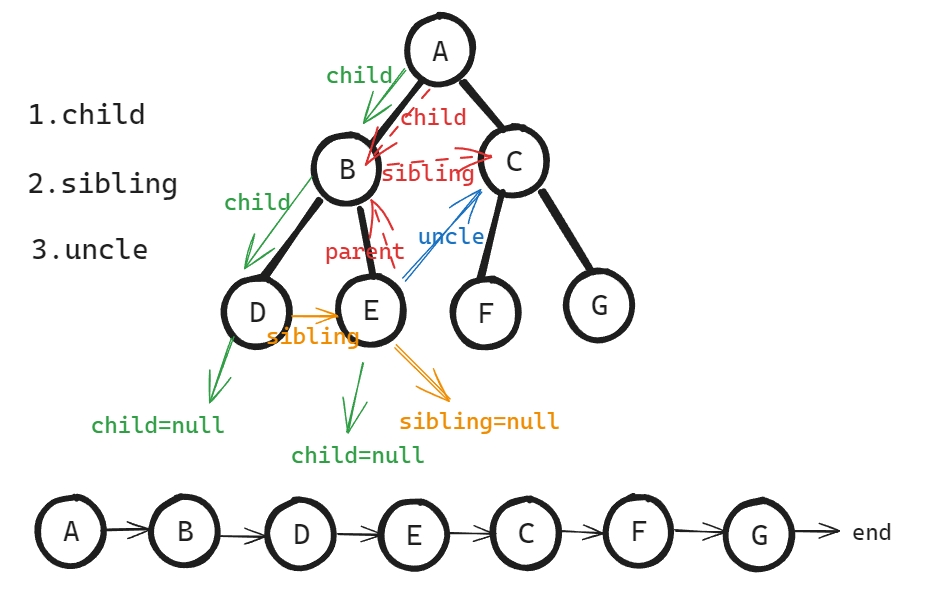 A
child
child
1.child
B
sibling
C
2.sibling
child
uncle
3.uncle
parent
D
sibling
E
F
G
child=null
sibling=null
child=null
A
B
D
E
C
F
G
end